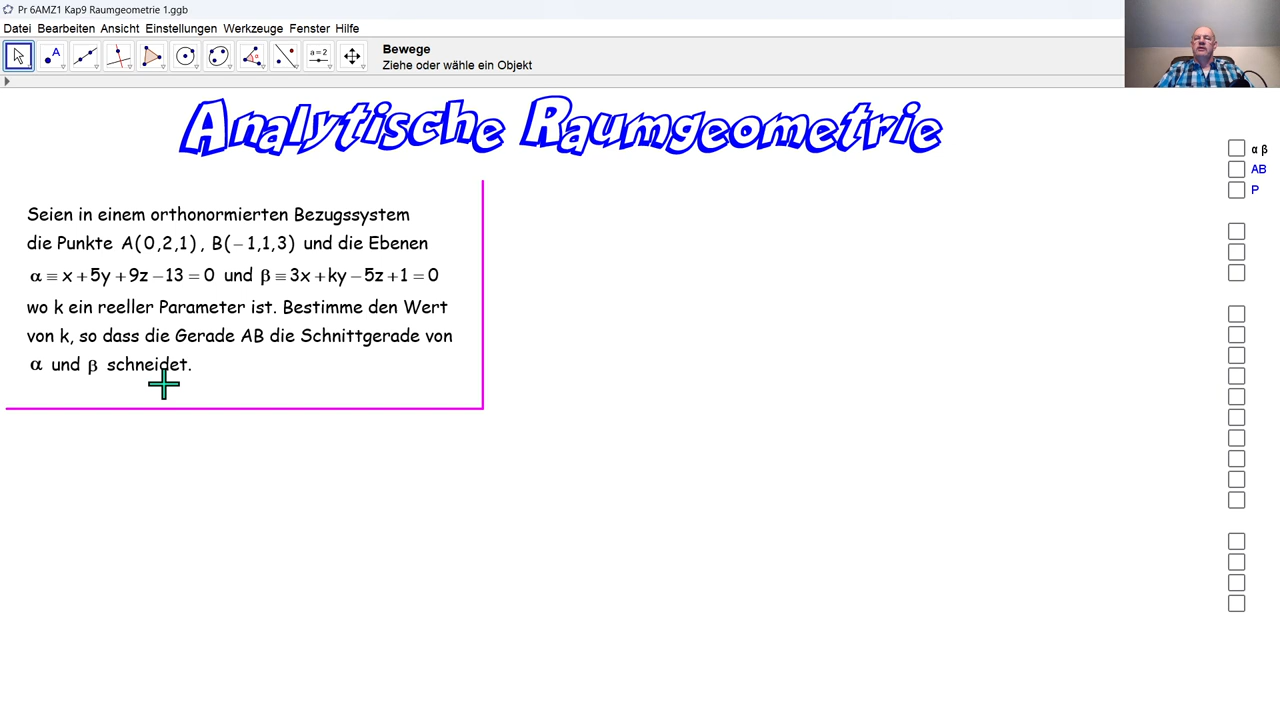 Pr 6AMZ1 Kap9 Raumgeometrie 1.ggb
Datei Bearbeiten Ansicht Einstellungen Werkzeuge Fenster Hilfe
A
a=2
Bewege
Ziehe oder wähle ein Objekt
Analytische Raumgeometrie
α β
AB
P
Seien in einem orthonormierten Bezugssystem
die Punkte A(0,2,1), B(−1,1,3) und die Ebenen
α ≡ x + 5y + 9z − 13 = 0 und β ≡ 3x + ky − 5z + 1 = 0
wo k ein reeller Parameter ist. Bestimme den Wert
von k, so dass die Gerade AB die Schnittgerade von
α und β schneidet.